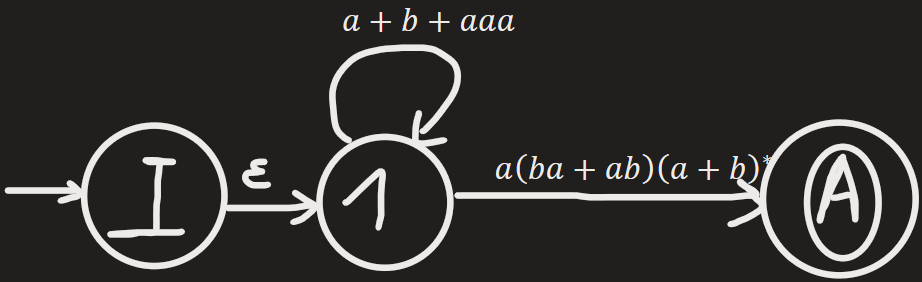 a + b + aaa
ε
a(ba + ab)(a + b)*
I
1
A